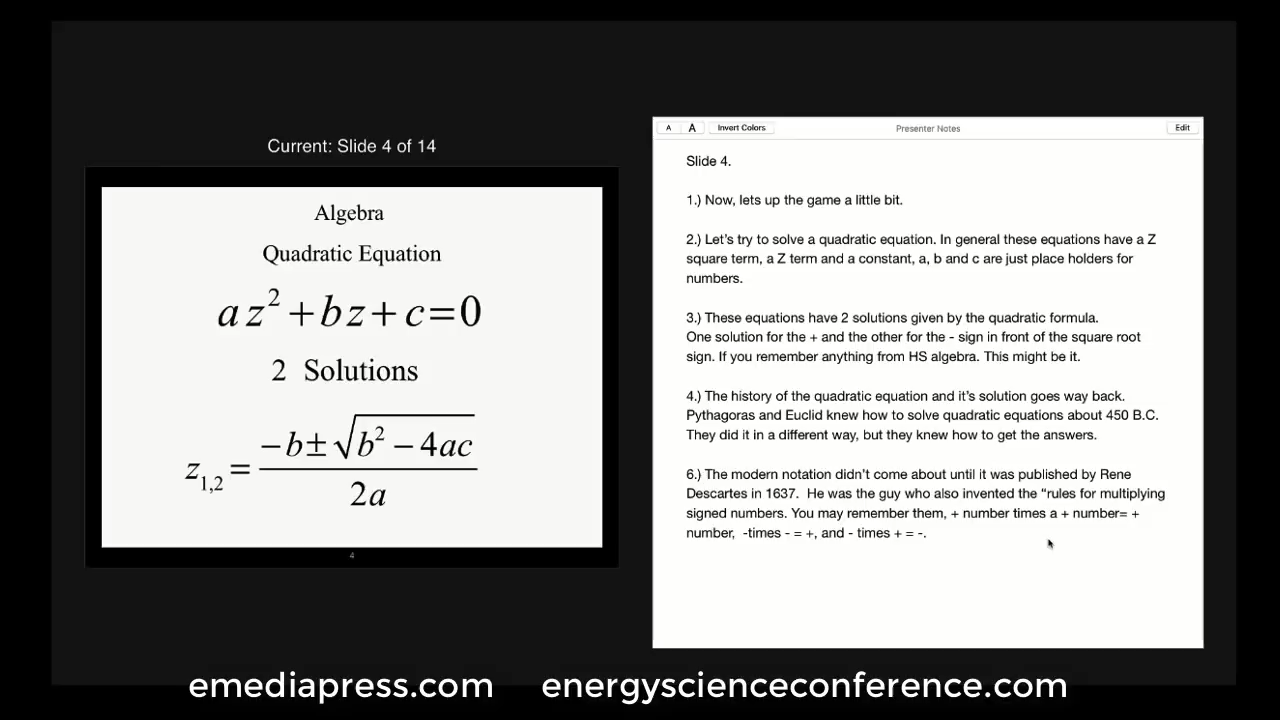 Current: Slide 4 of 14
Algebra
Quadratic Equation
az² + bz + c = 0
2 Solutions
z₁,₂ = (−b ± √(b² − 4ac)) / 2a
4
A A Invert Colors Presenter Notes Edit
Slide 4.
1.) Now, lets up the game a little bit.
2.) Let's try to solve a quadratic equation. In general these equations have a Z
square term, a Z term and a constant, a, b and c are just place holders for
numbers.
3.) These equations have 2 solutions given by the quadratic formula.
One solution for the + and the other for the - sign in front of the square root
sign. If you remember anything from HS algebra. This might be it.
4.) The history of the quadratic equation and it's solution goes way back.
Pythagoras and Euclid knew how to solve quadratic equations about 450 B.C.
They did it in a different way, but they knew how to get the answers.
6.) The modern notation didn't come about until it was published by Rene
Descartes in 1637.  He was the guy who also invented the “rules for multiplying
signed numbers. You may remember them, + number times a + number= +
number,  -times - = +, and - times + = -.
emediapress.com energyscienceconference.com